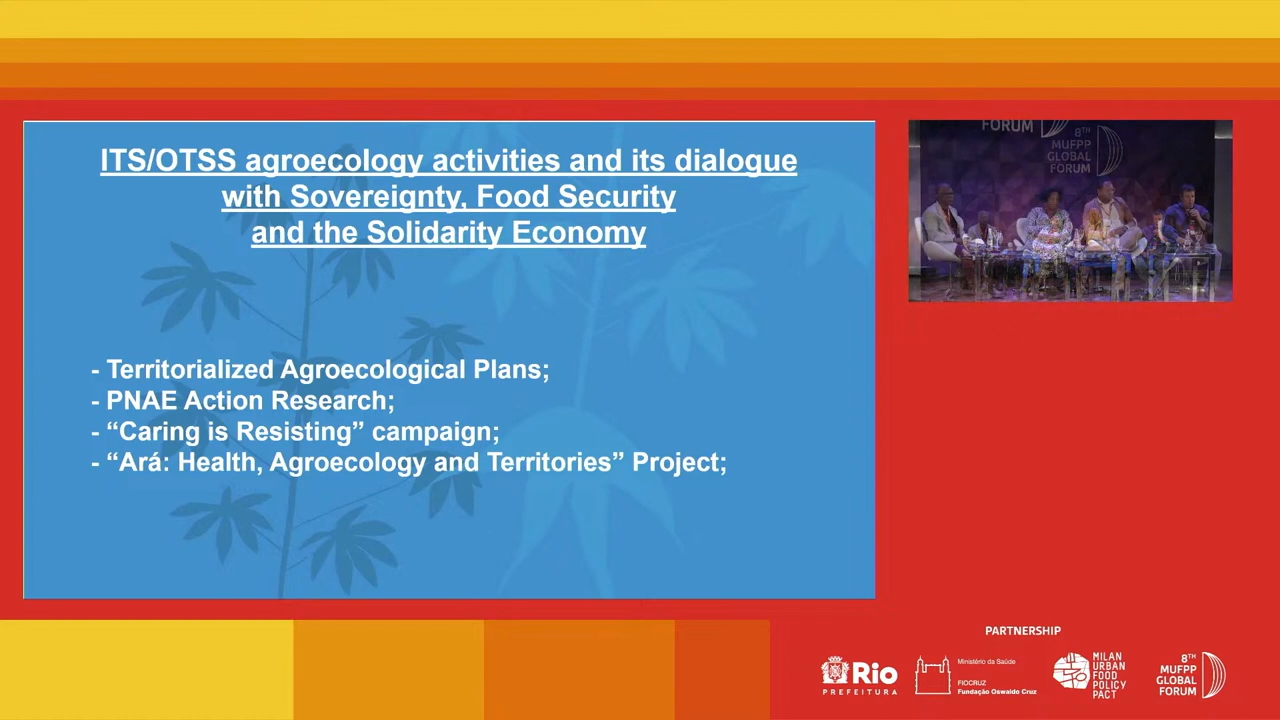 ITS/OTSS agroecology activities and its dialogue
with Sovereignty, Food Security
and the Solidarity Economy
- Territorialized Agroecological Plans;
- PNAE Action Research;
- “Caring is Resisting” campaign;
- “Ará: Health, Agroecology and Territories” Project;
FORUM
8TH
MUFPP
GLOBAL
FORUM
PARTNERSHIP
Rio
PREFEITURA
Ministério da Saúde
FIOCRUZ
Fundação Oswaldo Cruz
MILAN
URBAN
FOOD
POLICY
PACT
8TH
MUFPP
GLOBAL
FORUM